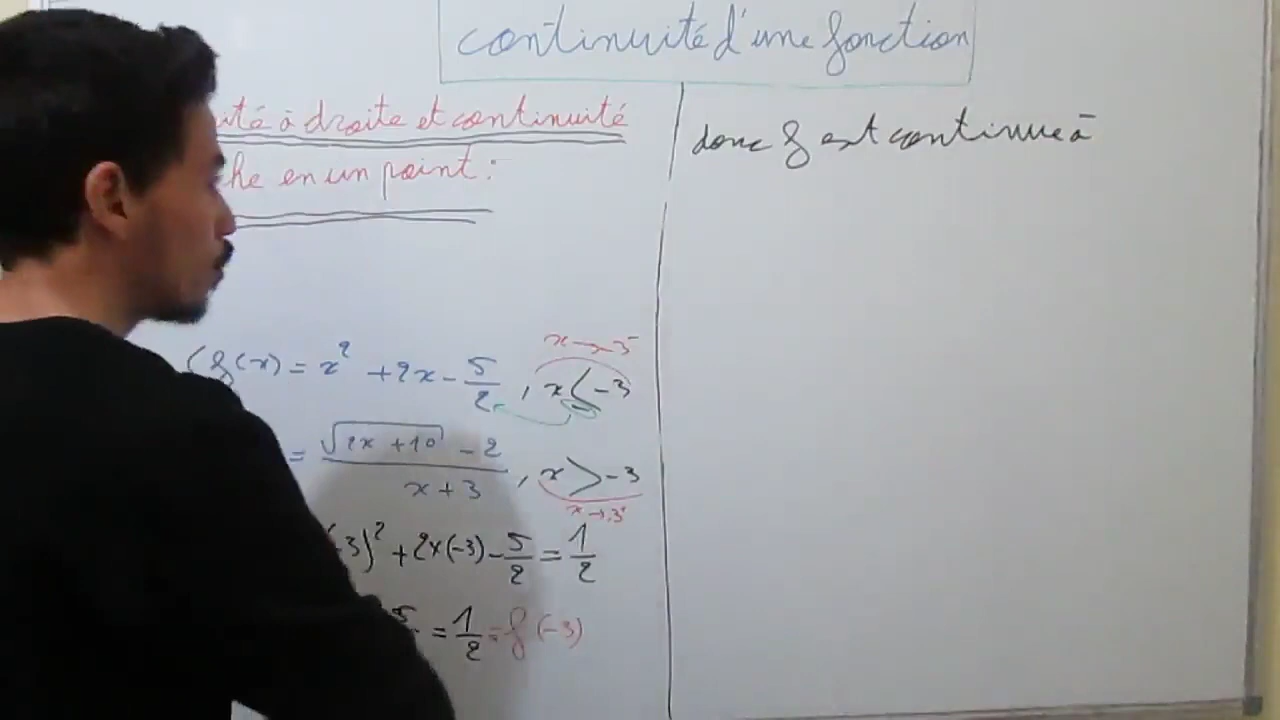 continuité d'une fonction
uité à droite et continuité
he en un point :
f(x) = x² + 2x - 5/2 , x ≤ -3
x → -3⁻
= (√(2x + 10) - 2)/(x + 3) , x > -3
x → -3⁺
-3)² + 2×(-3) - 5/2 = 1/2
= 1/2 = f(-3)
donc f est continue à